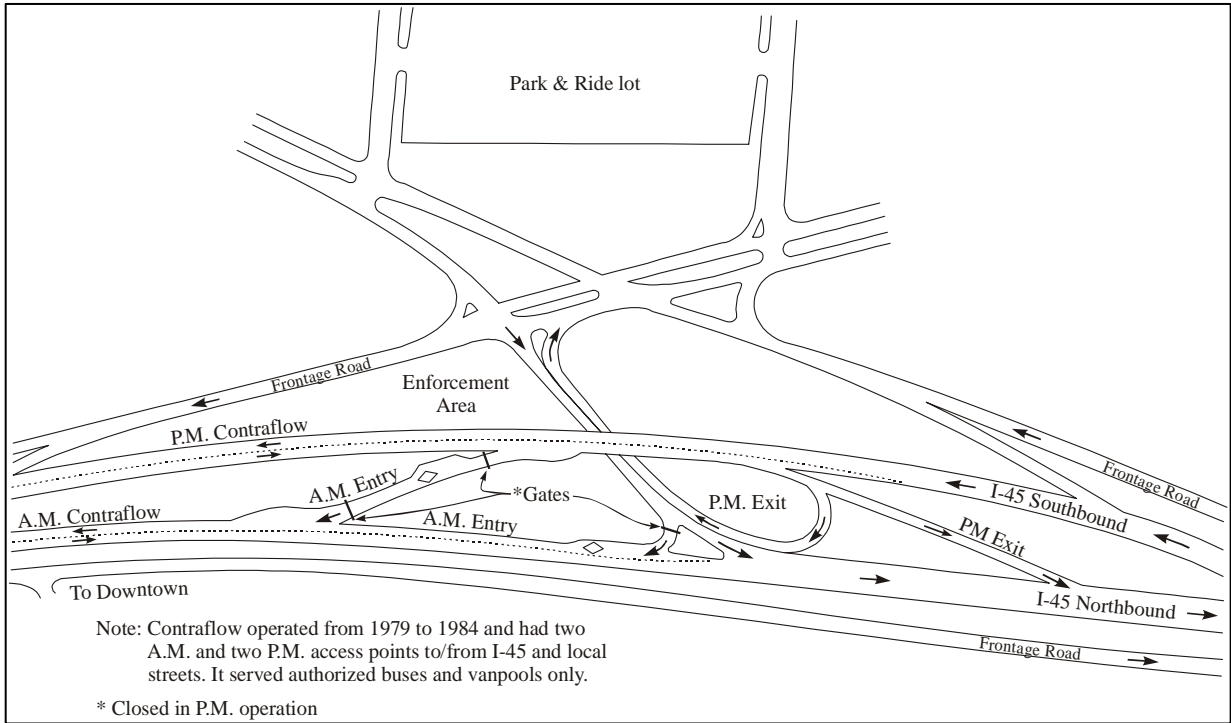 Park & Ride lot
Frontage Road
Enforcement
Area
P.M. Contraflow
A.M. Entry
*Gates
P.M. Exit
I-45 Southbound
Frontage Road
A.M. Contraflow
A.M. Entry
PM Exit
To Downtown
I-45 Northbound
Frontage Road
Note: Contraflow operated from 1979 to 1984 and had two
A.M. and two P.M. access points to/from I-45 and local
streets. It served authorized buses and vanpools only.
* Closed in P.M. operation